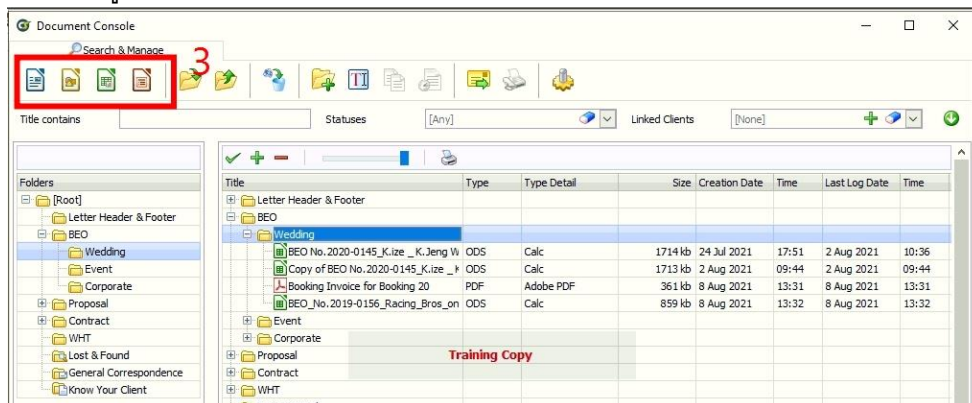 Document Console
Search & Manage
3
Title contains
Statuses
[Any]
Linked Clients
[None]
Folders
[Root]
Letter Header & Footer
BEO
Wedding
Event
Corporate
Proposal
Contract
WHT
Lost & Found
General Correspondence
Know Your Client
Title Type Type Detail Size Creation Date Time Last Log Date Time
Letter Header & Footer
BEO
Wedding
BEO No.2020-0145_K.ize _K.Jeng W ODS Calc 1714 kb 24 Jul 2021 17:51 2 Aug 2021 10:36
Copy of BEO No.2020-0145_K.ize _ K ODS Calc 1713 kb 2 Aug 2021 09:44 2 Aug 2021 09:44
Booking Invoice for Booking 20 PDF Adobe PDF 361 kb 8 Aug 2021 13:31 8 Aug 2021 13:31
BEO_No.2019-0156_Racing_Bros_on ODS Calc 859 kb 8 Aug 2021 13:32 8 Aug 2021 13:32
Event
Corporate
Proposal
Training Copy
Contract
WHT